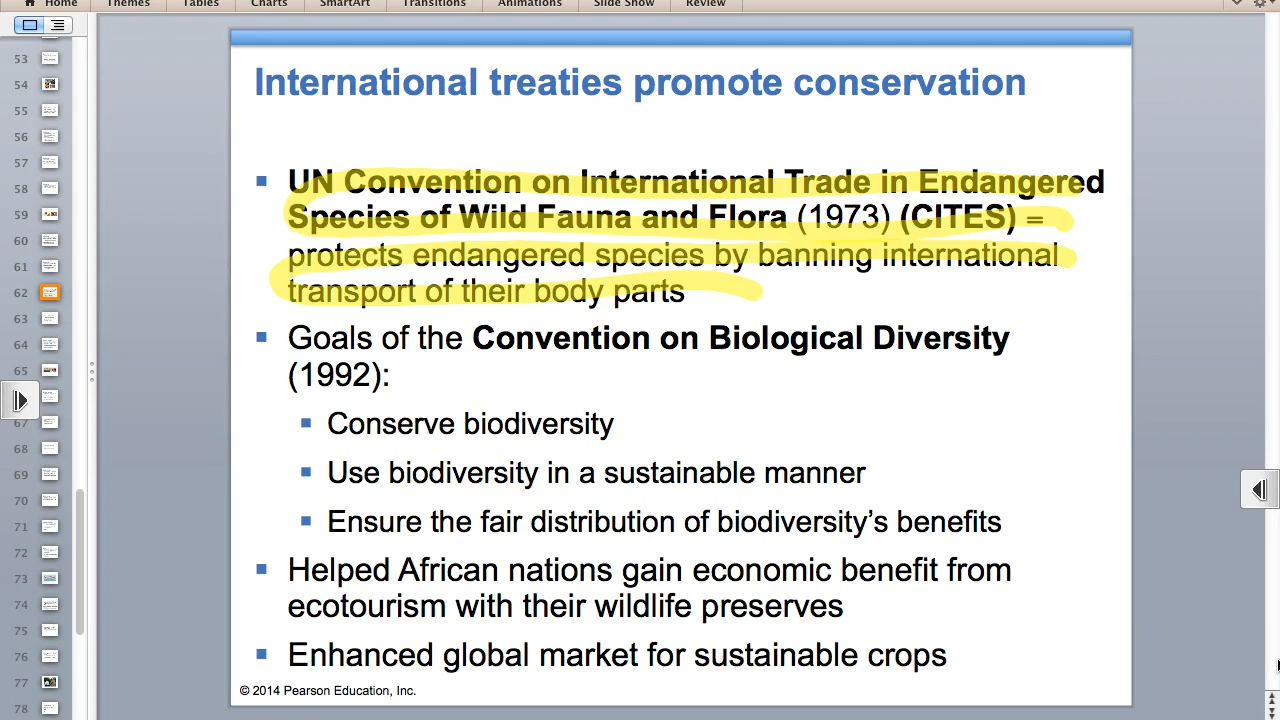 Home Themes Tables Charts SmartArt Transitions Animations Slide Show Review
53
54
55
56
57
58
59
60
61
62
63
64
65
67
68
69
70
71
72
73
74
75
76
77
78
International treaties promote conservation
UN Convention on International Trade in Endangered
Species of Wild Fauna and Flora (1973) (CITES) =
protects endangered species by banning international
transport of their body parts
Goals of the Convention on Biological Diversity
(1992):
Conserve biodiversity
Use biodiversity in a sustainable manner
Ensure the fair distribution of biodiversity’s benefits
Helped African nations gain economic benefit from
ecotourism with their wildlife preserves
Enhanced global market for sustainable crops
© 2014 Pearson Education, Inc.